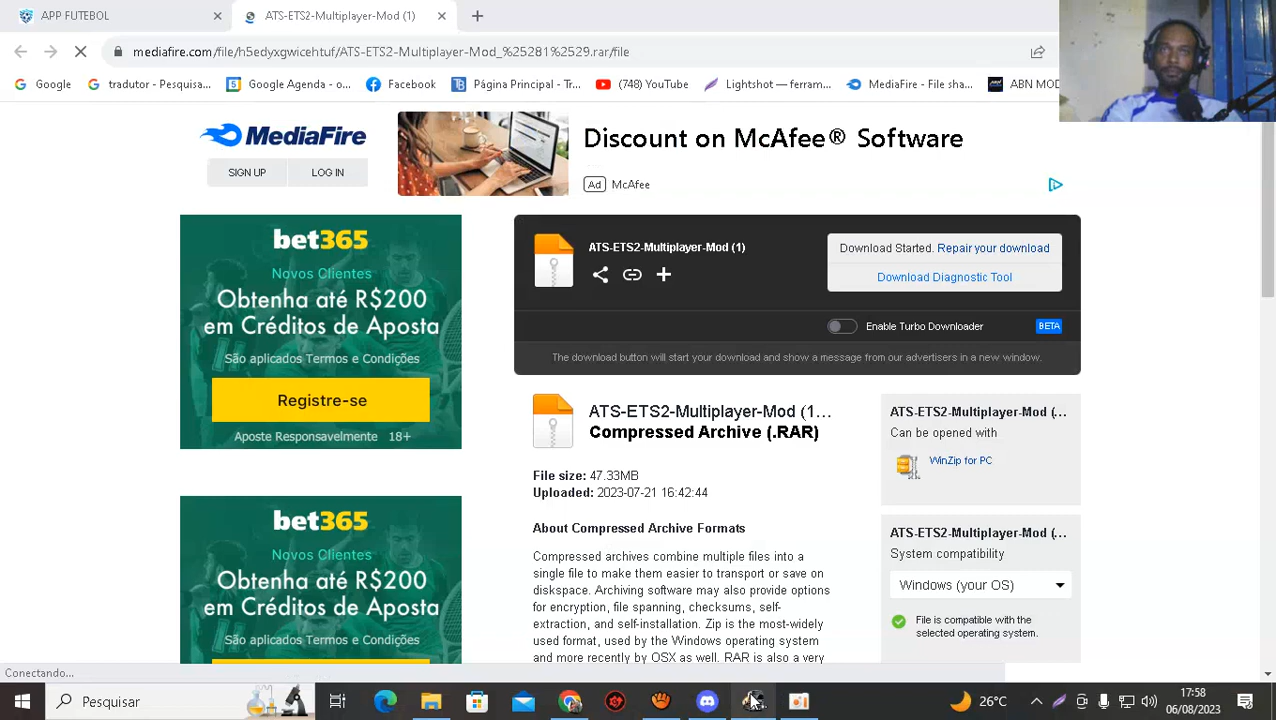 APP FUTEBOL
ATS-ETS2-Multiplayer-Mod (1)
mediafire.com/file/h5edyxgwicehtuf/ATS-ETS2-Multiplayer-Mod_%25281%2529.rar/file
Google
tradutor - Pesquisa...
Google Agenda - o...
Facebook
Página Principal - Tr...
(748) YouTube
Lightshot — ferram...
MediaFire - File sha...
ABN MOD
MediaFire
SIGN UP
LOG IN
Discount on McAfee® Software
Ad McAfee
bet365
Novos Clientes
Obtenha até R$200
em Créditos de Aposta
São aplicados Termos e Condições
Registre-se
Aposte Responsavelmente 18+
ATS-ETS2-Multiplayer-Mod (1)
Download Started. Repair your download
Download Diagnostic Tool
Enable Turbo Downloader
BETA
The download button will start your download and show a message from our advertisers in a new window.
ATS-ETS2-Multiplayer-Mod (1...
Compressed Archive (.RAR)
File size: 47.33MB
Uploaded: 2023-07-21 16:42:44
About Compressed Archive Formats
Compressed archives combine multiple files into a
single file to make them easier to transport or save on
diskspace. Archiving software may also provide options
for encryption, file spanning, checksums, self-
extraction, and self-installation. Zip is the most-widely
used format, used by the Windows operating system
and more recently by OSX as well. RAR is also a very
ATS-ETS2-Multiplayer-Mod (...
Can be opened with
WinZip for PC
ATS-ETS2-Multiplayer-Mod (...
System compatibility
Windows (your OS)
File is compatible with the
selected operating system.
bet365
Novos Clientes
Obtenha até R$200
em Créditos de Aposta
São aplicados Termos e Condições
Conectando...
Pesquisar
26°C
17:58
06/08/2023